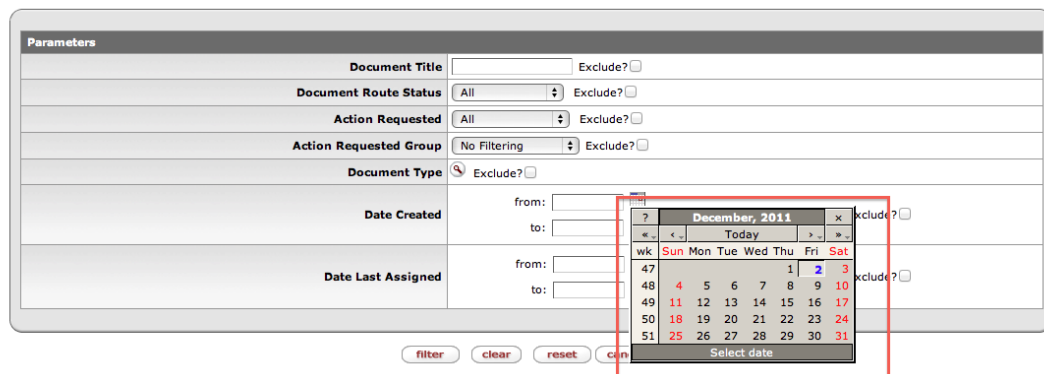 Parameters
Document Title Exclude?
Document Route Status All Exclude?
Action Requested All Exclude?
Action Requested Group No Filtering Exclude?
Document Type Exclude?
Date Created from:
to: xclude?
Date Last Assigned from:
to: xclude?
? December, 2011 ×
« ‹ Today › »
wk Sun Mon Tue Wed Thu Fri Sat
47 1 2 3
48 4 5 6 7 8 9 10
49 11 12 13 14 15 16 17
50 18 19 20 21 22 23 24
51 25 26 27 28 29 30 31
Select date
filter clear reset can